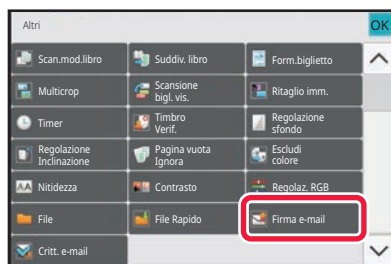 Altri
OK
Scan.mod.libro
Suddiv. libro
Form.biglietto
Multicrop
Scansione
bigl. vis.
Ritaglio imm.
Timer
Timbro
Verif.
Regolazione
sfondo
Regolazione
Inclinazione
Pagina vuota
Ignora
Escludi
colore
Nitidezza
Contrasto
Regolaz. RGB
File
File Rapido
Firma e-mail
Critt. e-mail